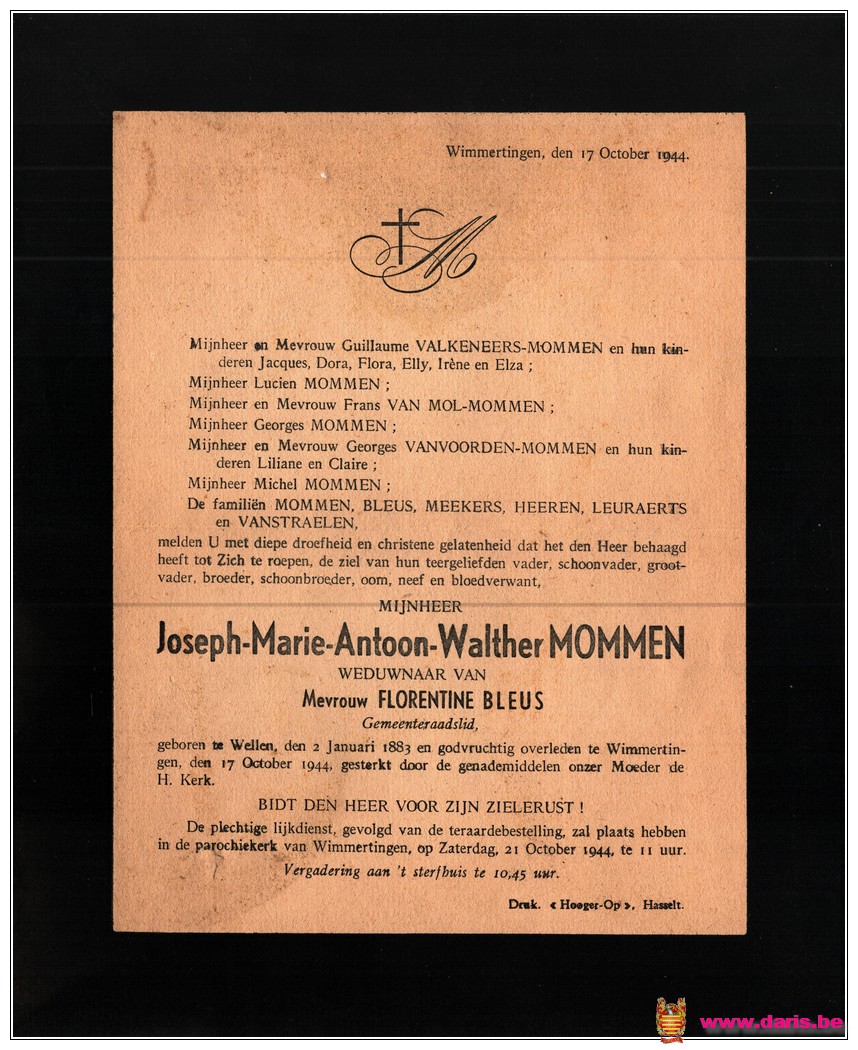 Wimmertingen, den 17 October 1944.
M
Mijnheer en Mevrouw Guillaume VALKENEERS-MOMMEN en hun kin-
deren Jacques, Dora, Flora, Elly, Irène en Elza ;
Mijnheer Lucien MOMMEN ;
Mijnheer en Mevrouw Frans VAN MOL-MOMMEN ;
Mijnheer Georges MOMMEN ;
Mijnheer en Mevrouw Georges VANVOORDEN-MOMMEN en hun kin-
deren Liliane en Claire ;
Mijnheer Michel MOMMEN ;
De familiën MOMMEN, BLEUS, MEEKERS, HEEREN, LEURAERTS
en VANSTRAELEN,
melden U met diepe droefheid en christene gelatenheid dat het den Heer behaagd
heeft tot Zich te roepen, de ziel van hun teergeliefden vader, schoonvader, groot-
vader, broeder, schoonbroeder, oom, neef en bloedverwant,
MIJNHEER
Joseph-Marie-Antoon-Walther MOMMEN
WEDUWNAAR VAN
Mevrouw FLORENTINE BLEUS
Gemeenteraadslid,
geboren te Wellen, den 2 Januari 1883 en godvruchtig overleden te Wimmertin-
gen, den 17 October 1944, gesterkt door de genademiddelen onzer Moeder de
H. Kerk.
BIDT DEN HEER VOOR ZIJN ZIELERUST !
De plechtige lijkdienst, gevolgd van de teraardebestelling, zal plaats hebben
in de parochiekerk van Wimmertingen, op Zaterdag, 21 October 1944, te 11 uur.
Vergadering aan 't sterfhuis te 10,45 uur.
Druk. « Hooger-Op », Hasselt.
www.daris.be